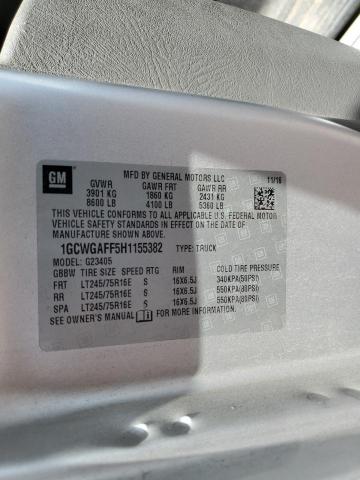 GM
MFD BY GENERAL MOTORS LLC 11/16
GVWR GAWR FRT GAWR RR
3901 KG 1860 KG 2431 KG
8600 LB 4100 LB 5360 LB
THIS VEHICLE CONFORMS TO ALL APPLICABLE U.S. FEDERAL MOTOR
VEHICLE SAFETY STANDARDS IN EFFECT ON THE DATE OF
MANUFACTURE SHOWN ABOVE.
1GCWGAFF5H1155382 TYPE: TRUCK
MODEL: G23405
GBBW TIRE SIZE SPEED RTG RIM COLD TIRE PRESSURE
FRT LT245/75R16E S 16X6.5J 340KPA(50PSI)
RR LT245/75R16E S 16X6.5J 550KPA(80PSI)
SPA LT245/75R16E S 16X6.5J 550KPA(80PSI)
SEE OWNER'S MANUAL FOR MORE INFORMATION